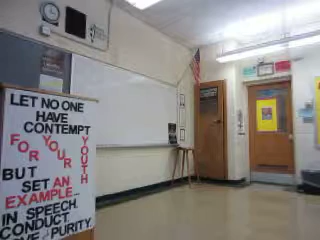 LET NO ONE
HAVE
CONTEMPT
FOR YOUR
YOUTH
BUT
SET AN
EXAMPLE...
IN SPEECH.
CONDUCT.
PURITY.